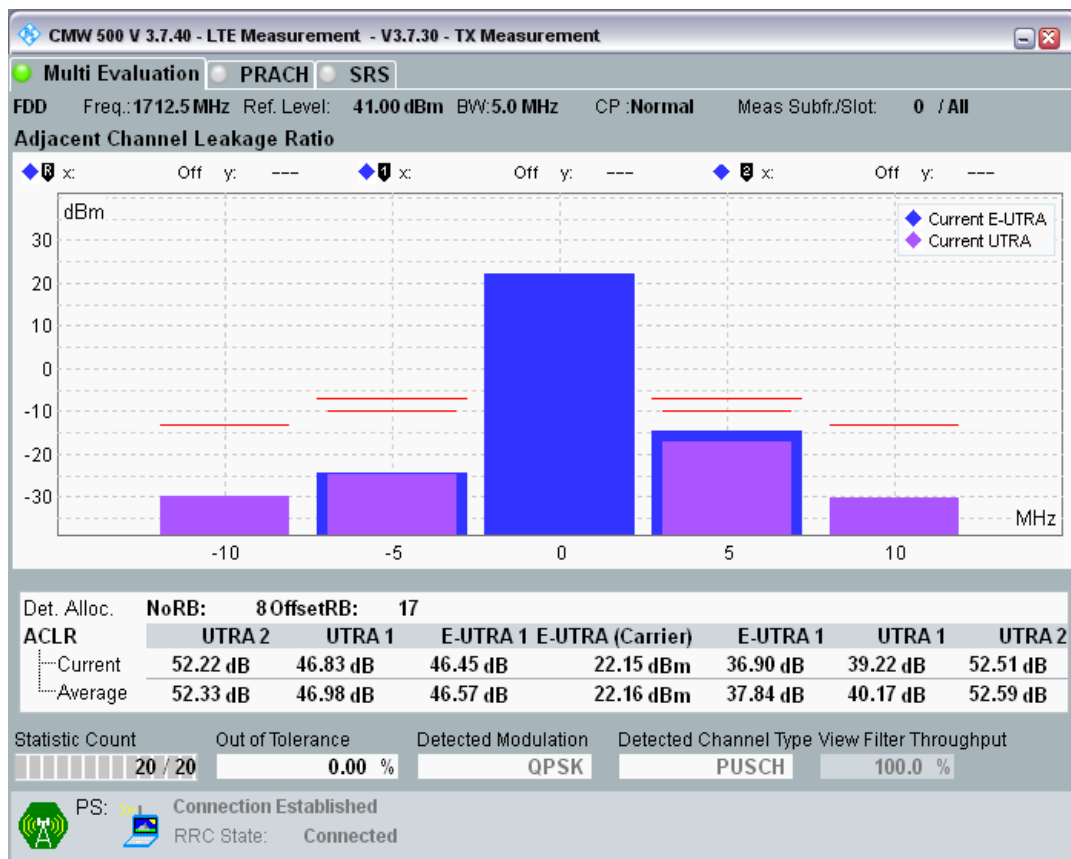 CMW 500 V 3.7.40 - LTE Measurement - V3.7.30 - TX Measurement
Multi Evaluation PRACH SRS
FDD Freq.:1712.5 MHz Ref. Level: 41.00 dBm BW:5.0 MHz CP :Normal Meas Subfr./Slot: 0 / All
Adjacent Channel Leakage Ratio
R x: Off y: --- 1 x: Off y: --- 2 x: Off y: ---
dBm
Current E-UTRA
Current UTRA
30
20
10
0
-10
-20
-30
MHz
-10 -5 0 5 10
Det. Alloc. NoRB: 8 OffsetRB: 17
ACLR UTRA 2 UTRA 1 E-UTRA 1 E-UTRA (Carrier) E-UTRA 1 UTRA 1 UTRA 2
Current 52.22 dB 46.83 dB 46.45 dB 22.15 dBm 36.90 dB 39.22 dB 52.51 dB
Average 52.33 dB 46.98 dB 46.57 dB 22.16 dBm 37.84 dB 40.17 dB 52.59 dB
Statistic Count Out of Tolerance Detected Modulation Detected Channel Type View Filter Throughput
20 / 20 0.00 % QPSK PUSCH 100.0 %
PS: Connection Established
RRC State: Connected